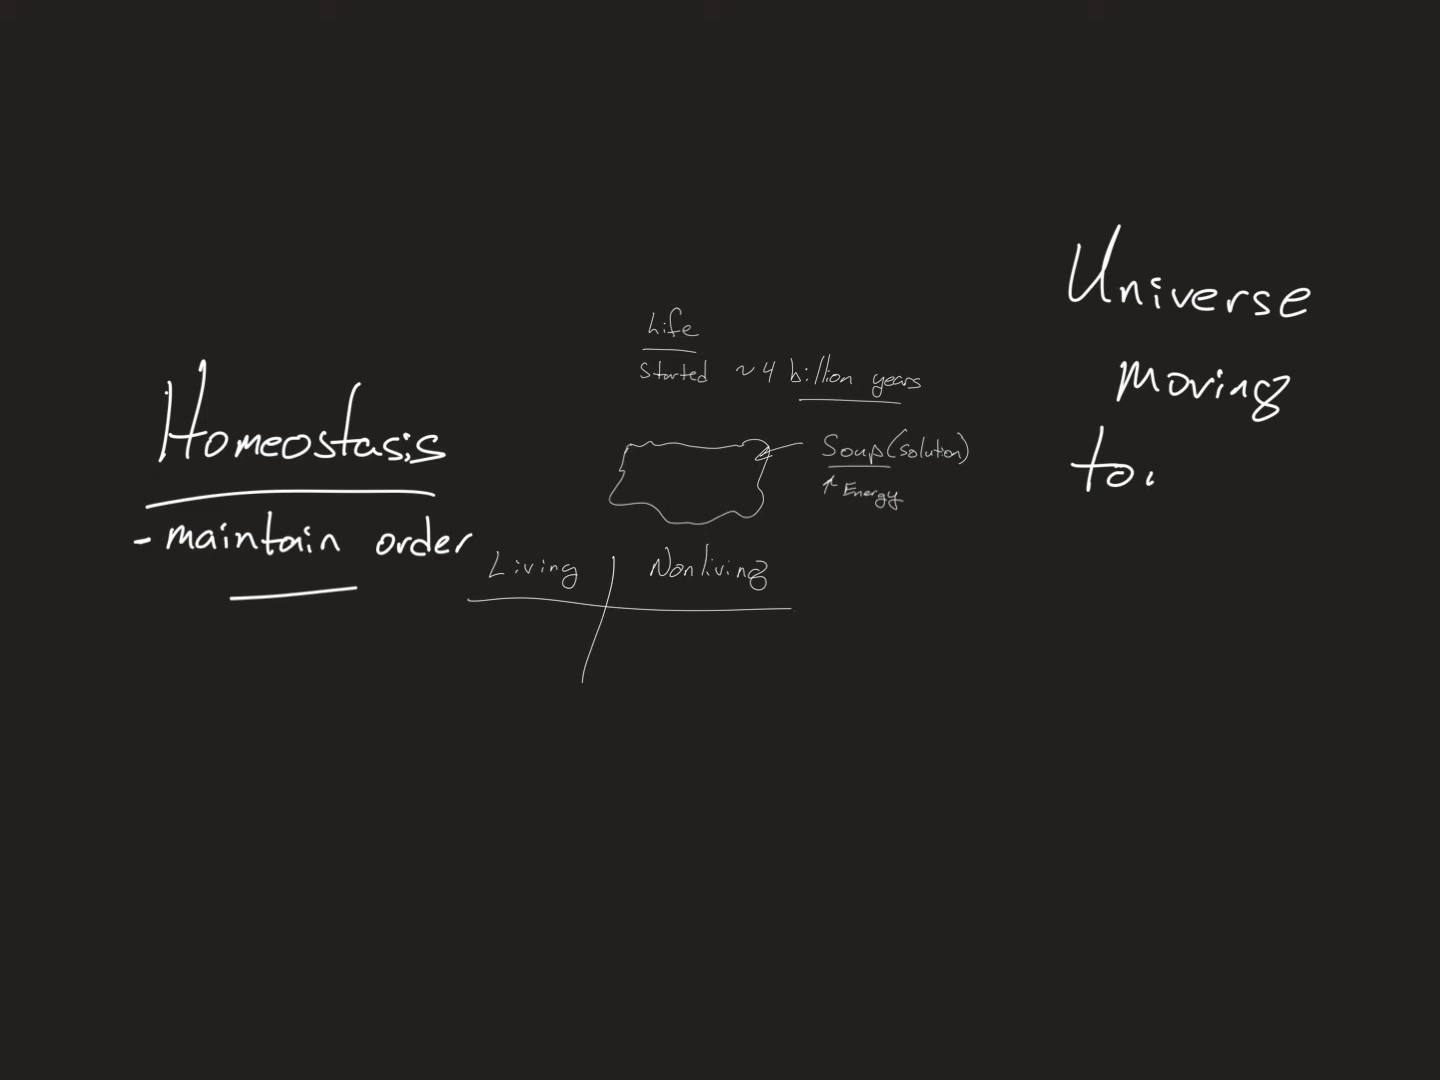 Homeostasis
- maintain order
Life
Started ~4 billion years
Soup (solution)
↑ Energy
Living Nonliving
Universe
moving
to